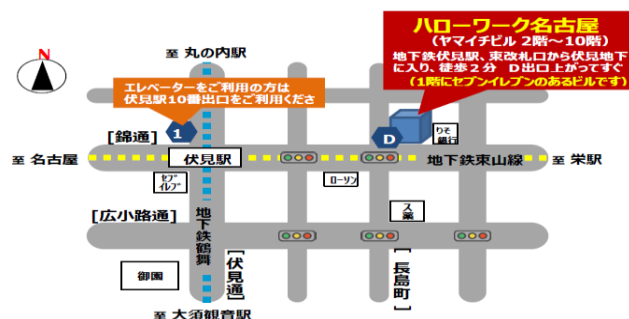 ハローワーク名古屋
(ヤマイチビル 2階～10階)
地下鉄伏見駅、東改札口から伏見地下
に入り、徒歩２分　D出口上がってすぐ
(1階にセブンイレブンのあるビルです)
N
至 丸の内駅
エレベーターをご利用の方は
伏見駅10番出口をご利用くださ
[錦通]
1
D
りそ
銀行
至 名古屋
伏見駅
地下鉄東山線
至 栄駅
セブ
イレブ
ローソン
[広小路通]
地下鉄鶴舞
ス薬
御園
[伏見通]
[長島町]
至 大須観音駅